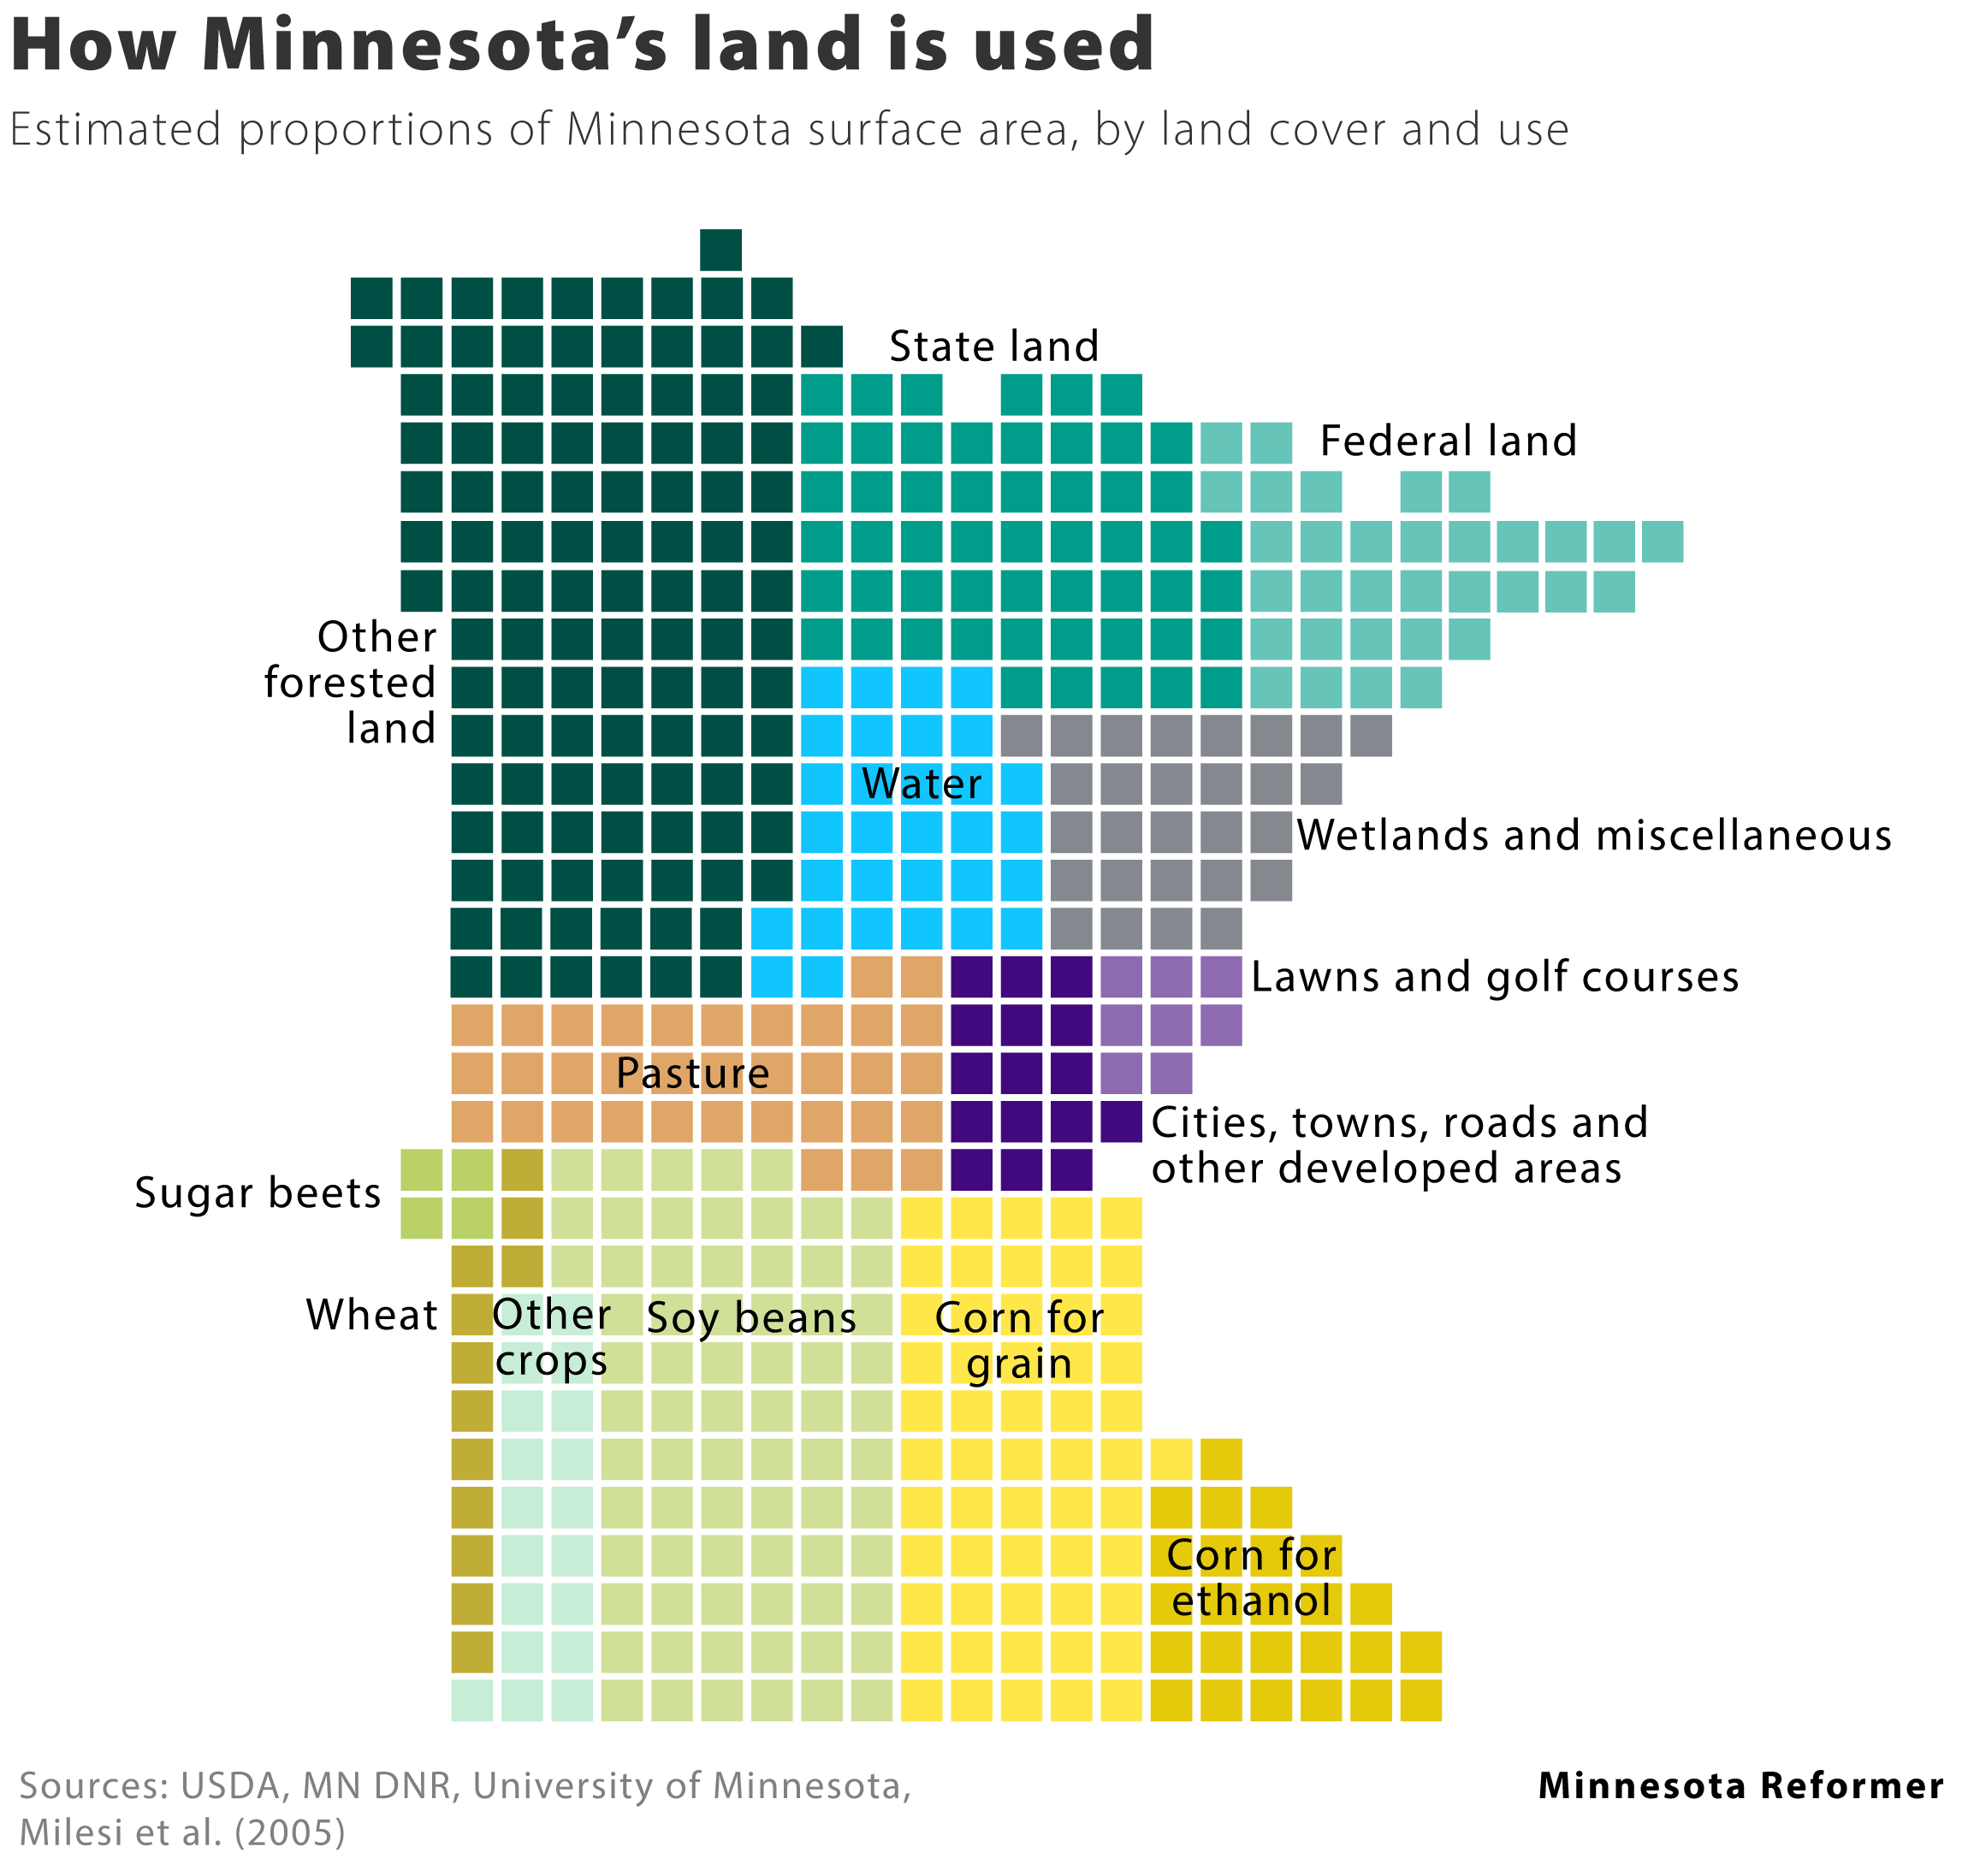 How Minnesota’s land is used
Estimated proportions of Minnesota surface area, by land cover and use
State land
Federal land
Other
forested
land
Water
Wetlands and miscellaneous
Lawns and golf courses
Pasture
Cities, towns, roads and
other developed areas
Sugar beets
Wheat
Other
crops
Soy beans
Corn for
grain
Corn for
ethanol
Sources: USDA, MN DNR, University of Minnesota,
Milesi et al. (2005)
Minnesota Reformer